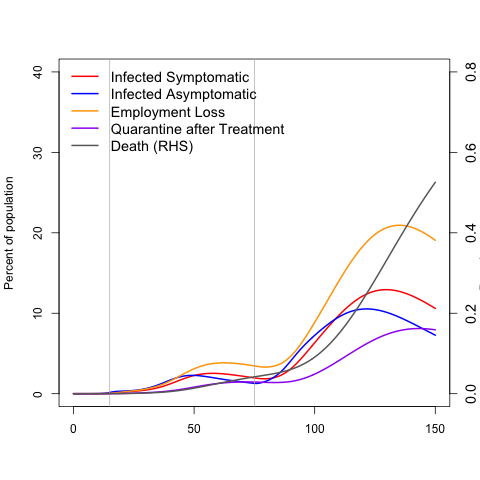 Infected Symptomatic
Infected Asymptomatic
Employment Loss
Quarantine after Treatment
Death (RHS)
Percent of population
0
10
20
30
40
0.0
0.2
0.4
0.6
0.8
0
50
100
150